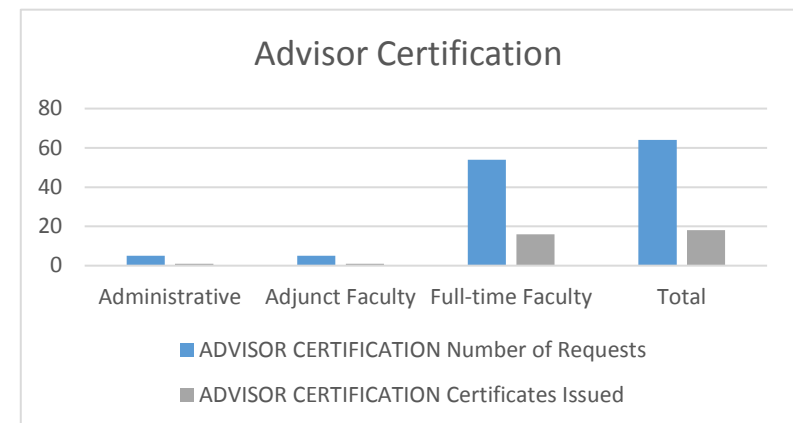 Advisor Certification
80
60
40
20
0
Administrative Adjunct Faculty Full-time Faculty Total
ADVISOR CERTIFICATION Number of Requests
ADVISOR CERTIFICATION Certificates Issued